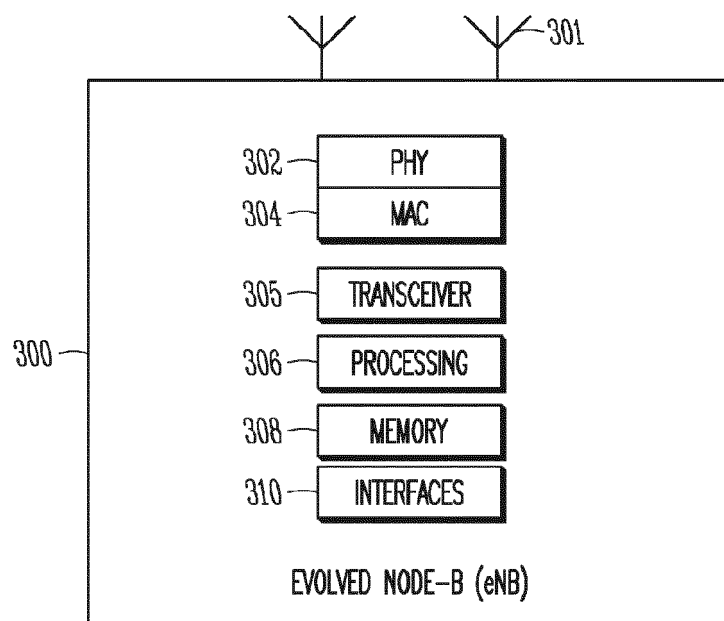 301
302 PHY
304 MAC
305 TRANSCEIVER
300
306 PROCESSING
308 MEMORY
310 INTERFACES
EVOLVED NODE-B (eNB)